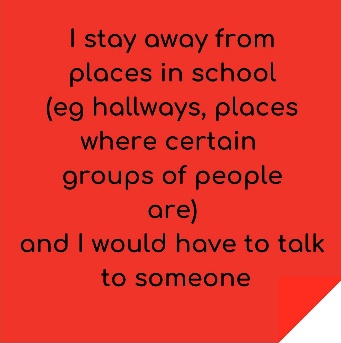 I stay away from
places in school
(eg hallways, places
where certain
groups of people
are)
and I would have to talk
to someone